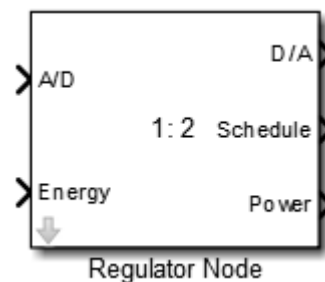 D/A
A/D
1: 2 Schedule
Energy
Power
Regulator Node